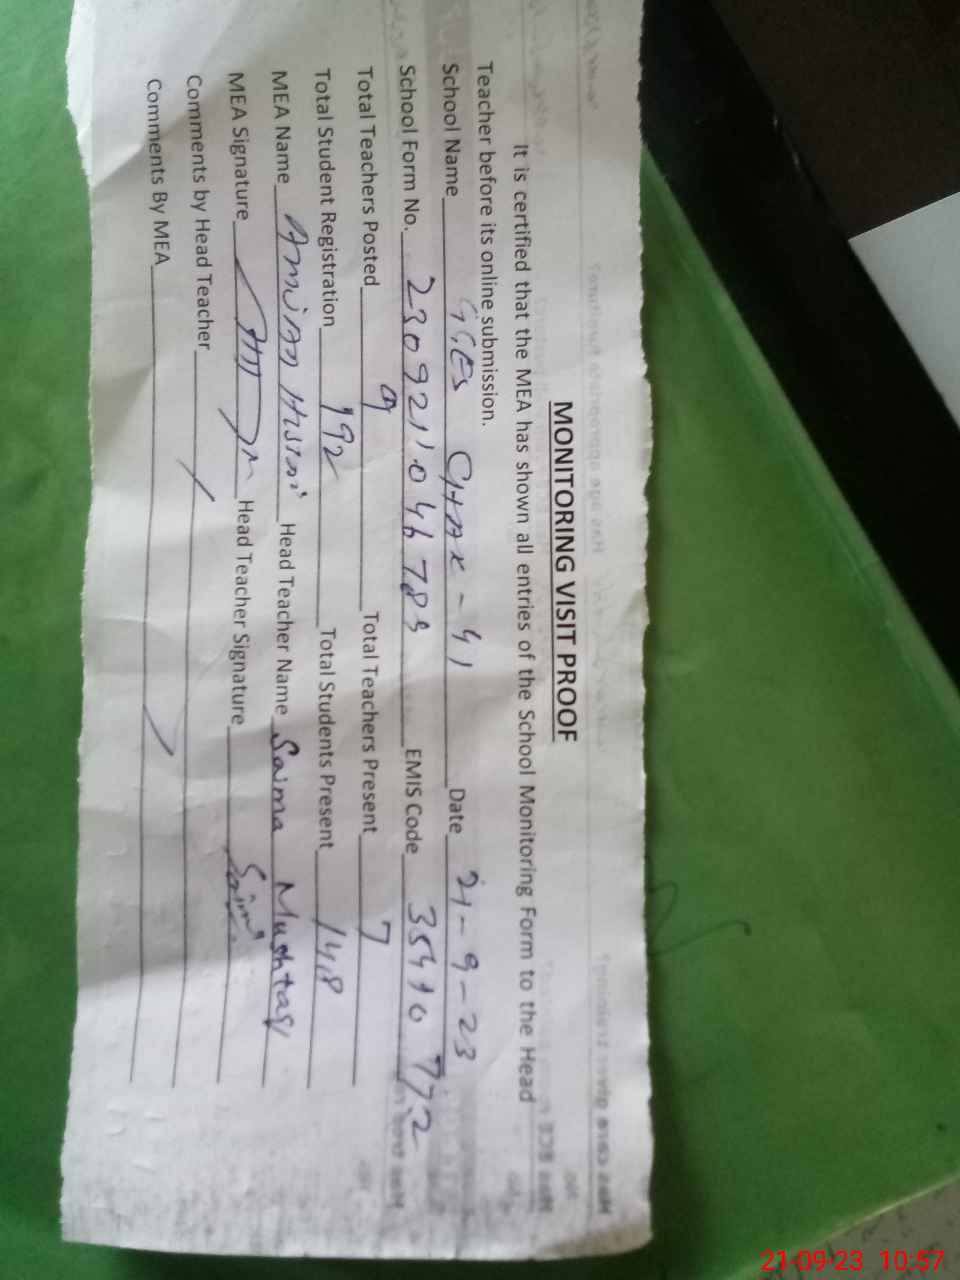 MONITORING VISIT PROOF
It is certified that the MEA has shown all entries of the School Monitoring Form to the Head
Teacher before its online submission.
School Name GGES CHAK-41 Date 21-9-23
School Form No. 230921104678 EMIS Code 35410772
Total Teachers Posted 9 Total Teachers Present 7
Total Student Registration 192 Total Students Present 148
MEA Name Head Teacher Name Saima Mushtaq
MEA Signature Head Teacher Signature
Comments by Head Teacher
Comments By MEA
21-09-23 10:57